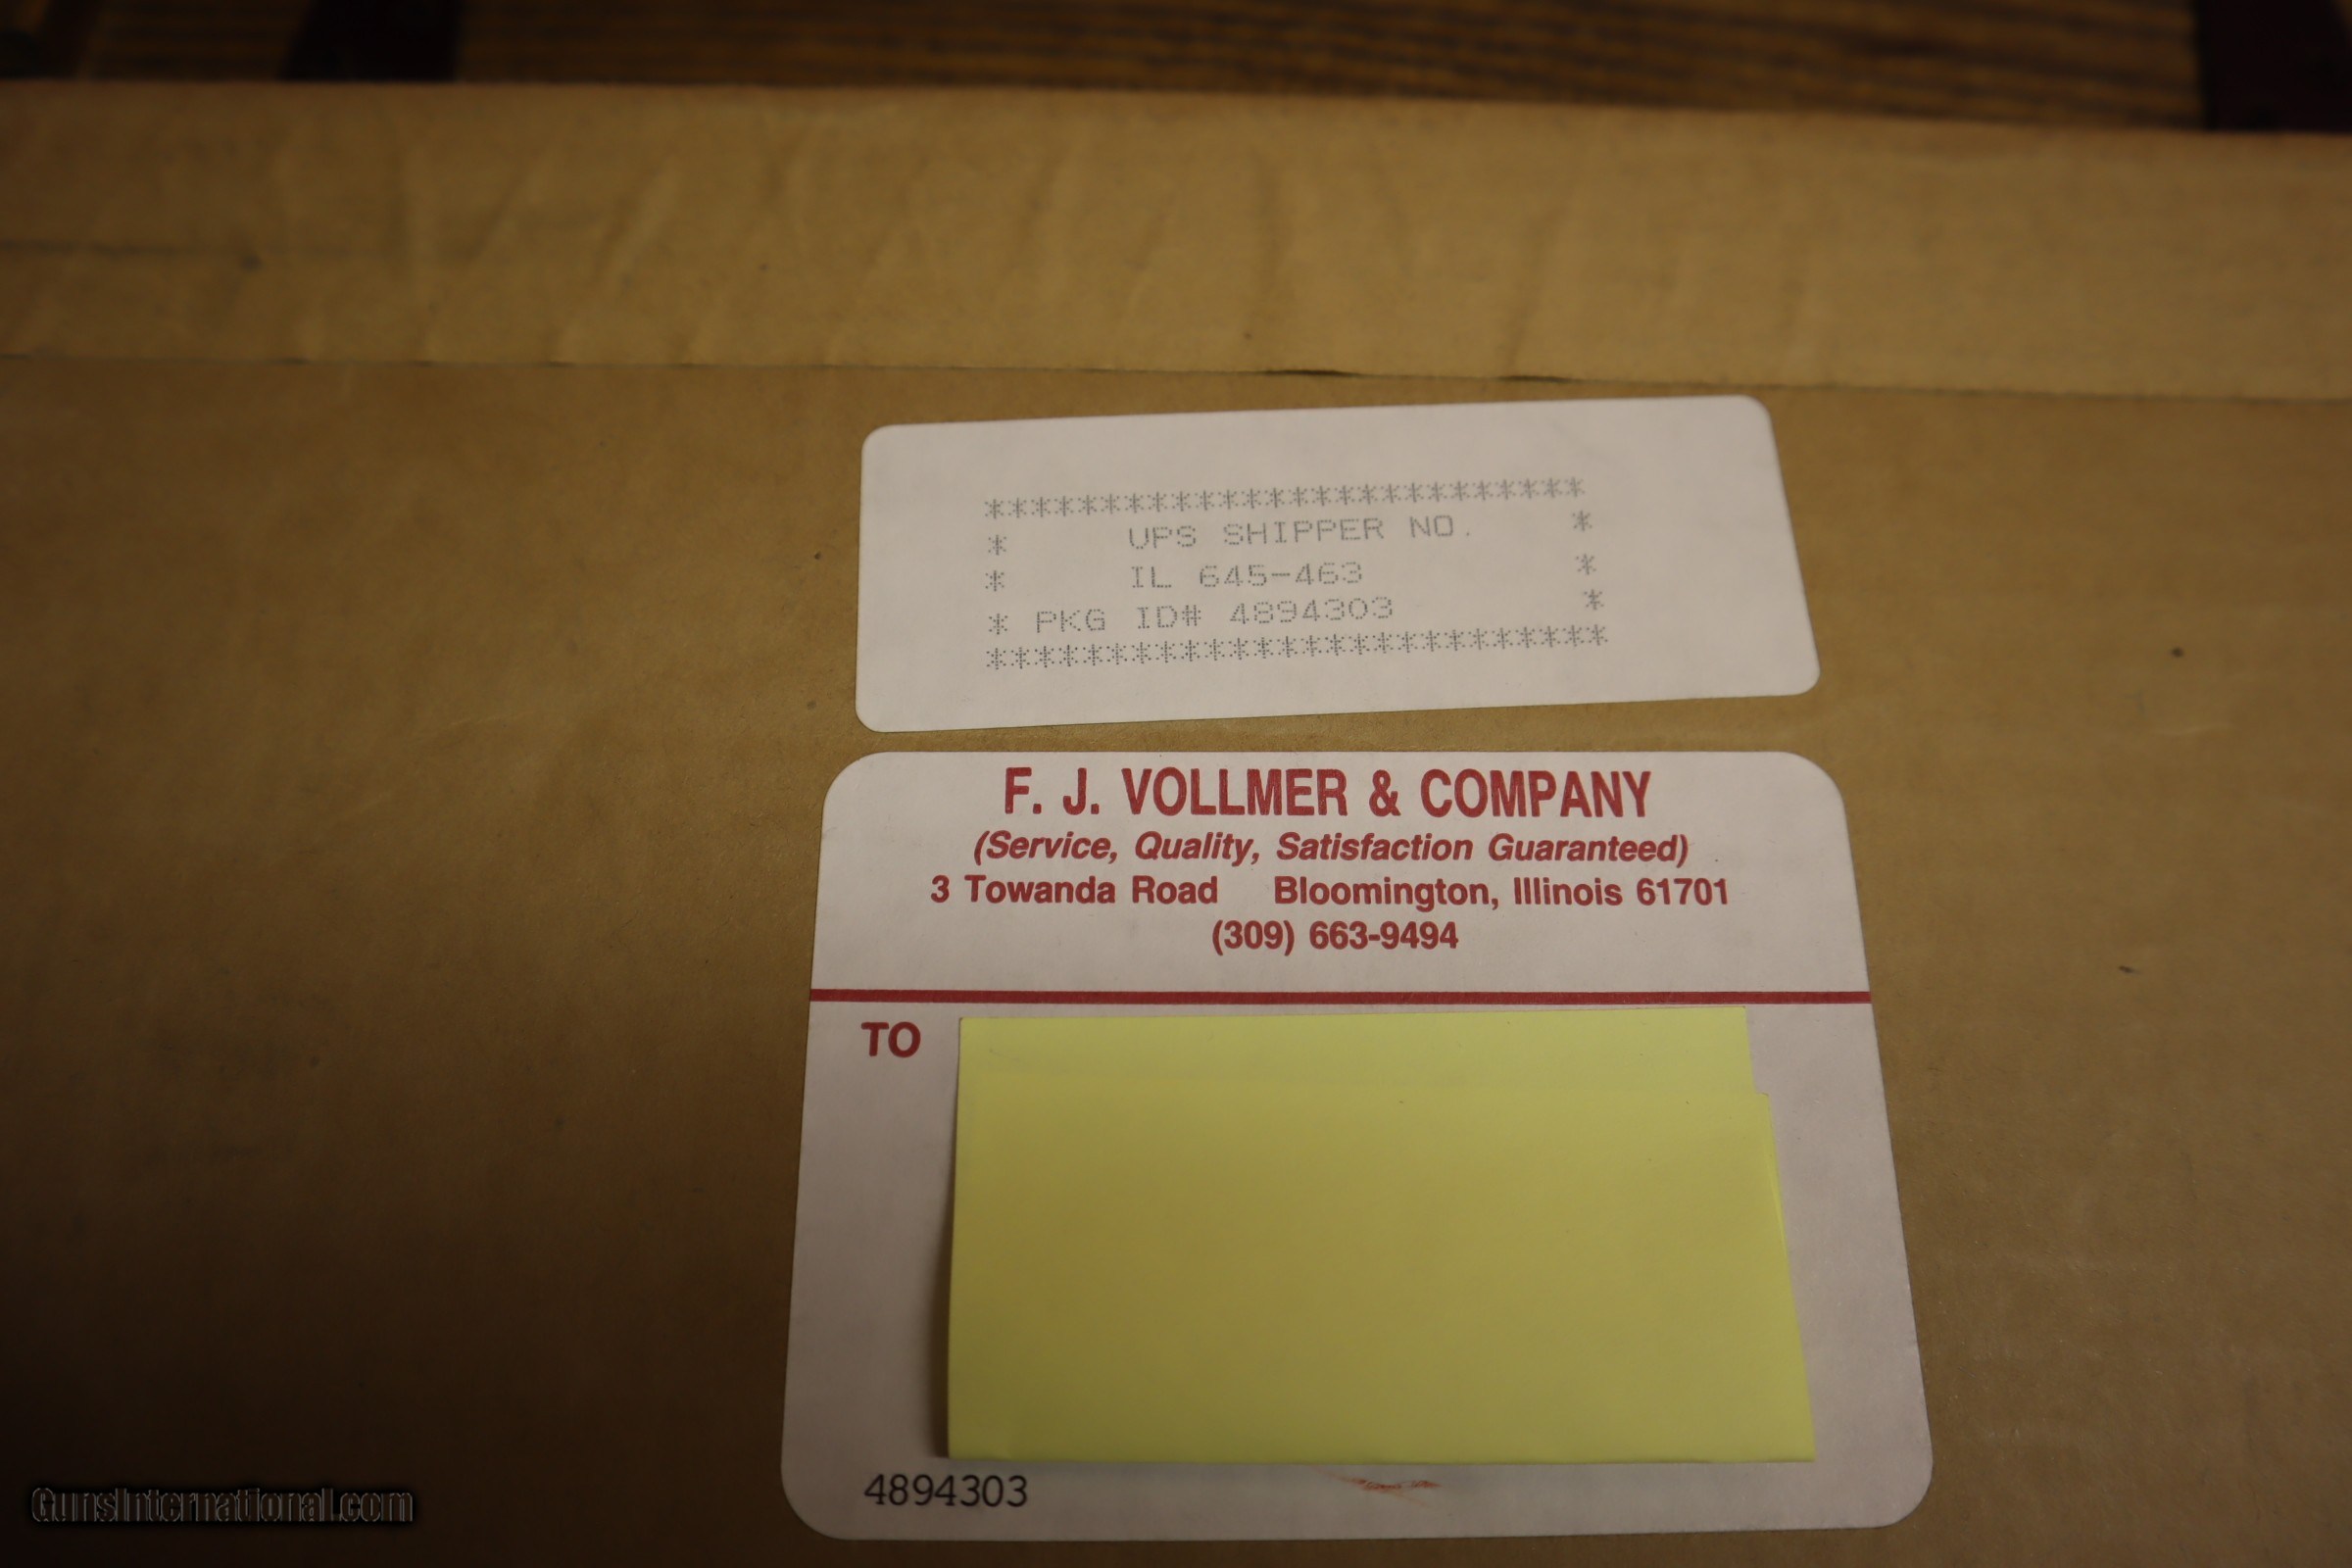 **************************
* UPS SHIPPER NO. *
* IL 645-463 *
* PKG ID# 4894303 *
*************************
F. J. VOLLMER & COMPANY
(Service, Quality, Satisfaction Guaranteed)
3 Towanda Road Bloomington, Illinois 61701
(309) 663-9494
TO
4894303
GunsInternational.com